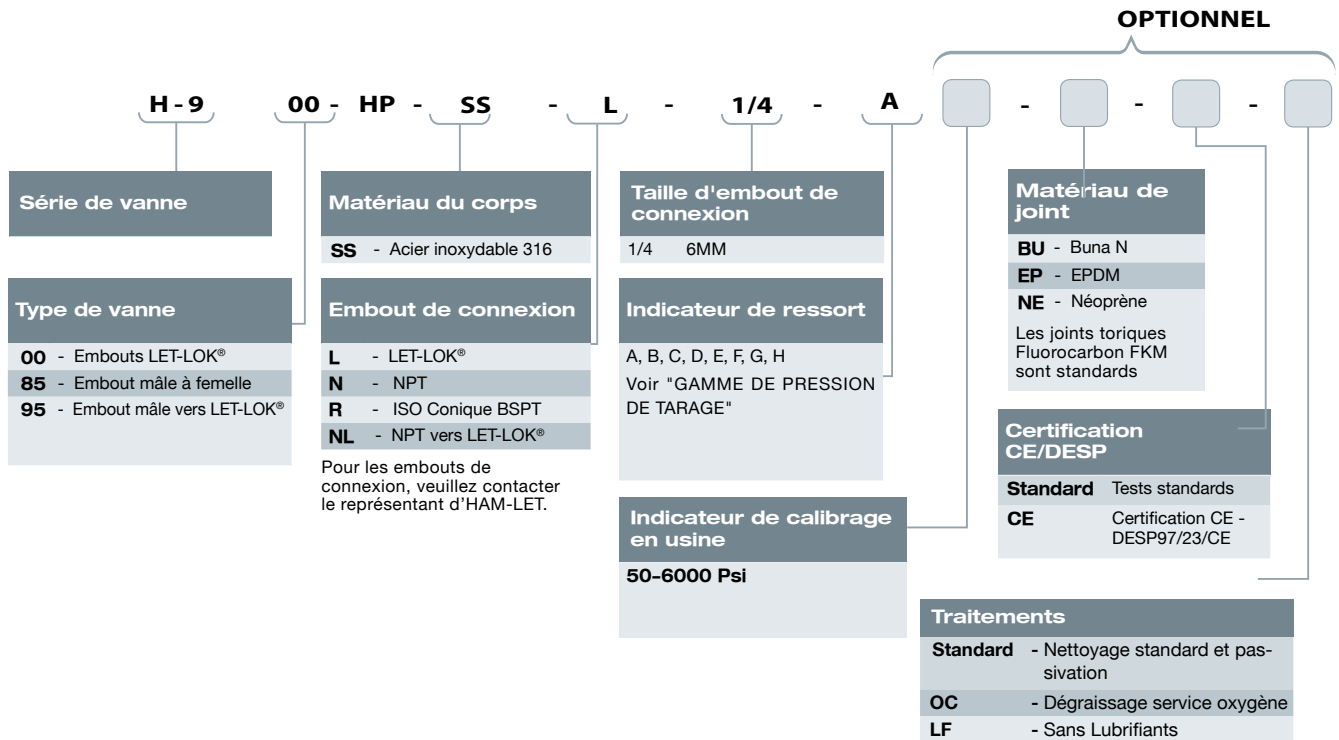 OPTIONNEL
H-9 00 - HP - SS - L - 1/4 - A - - -
Série de vanne
Type de vanne
00 - Embouts LET-LOK®
85 - Embout mâle à femelle
95 - Embout mâle vers LET-LOK®
Matériau du corps
SS - Acier inoxydable 316
Embout de connexion
L - LET-LOK®
N - NPT
R - ISO Conique BSPT
NL - NPT vers LET-LOK®
Pour les embouts de
connexion, veuillez contacter
le représentant d'HAM-LET.
Taille d'embout de
connexion
1/4 6MM
Indicateur de ressort
A, B, C, D, E, F, G, H
Voir "GAMME DE PRESSION
DE TARAGE"
Indicateur de calibrage
en usine
50-6000 Psi
Matériau de
joint
BU - Buna N
EP - EPDM
NE - Néoprène
Les joints toriques
Fluorocarbon FKM
sont standards
Certification
CE/DESP
Standard Tests standards
CE Certification CE -
DESP97/23/CE
Traitements
Standard - Nettoyage standard et pas-
sivation
OC - Dégraissage service oxygène
LF - Sans Lubrifiants